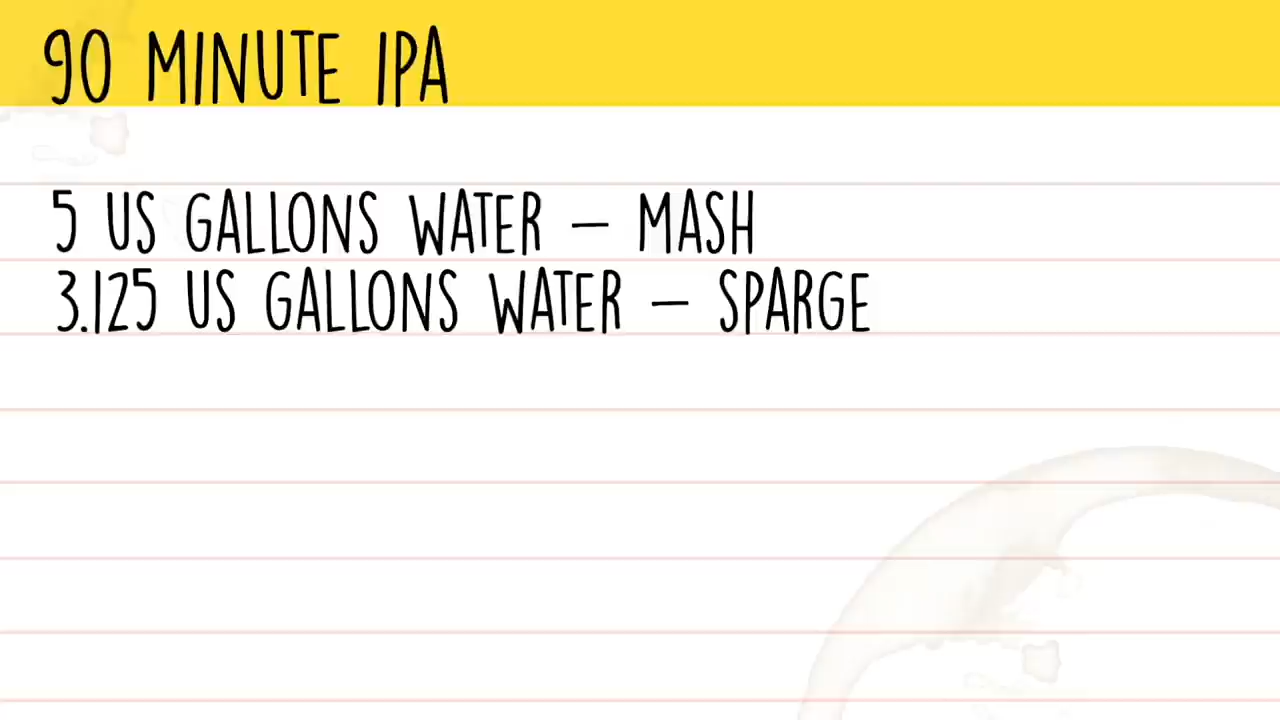 90 MINUTE IPA
5 US GALLONS WATER – MASH
3.125 US GALLONS WATER – SPARGE